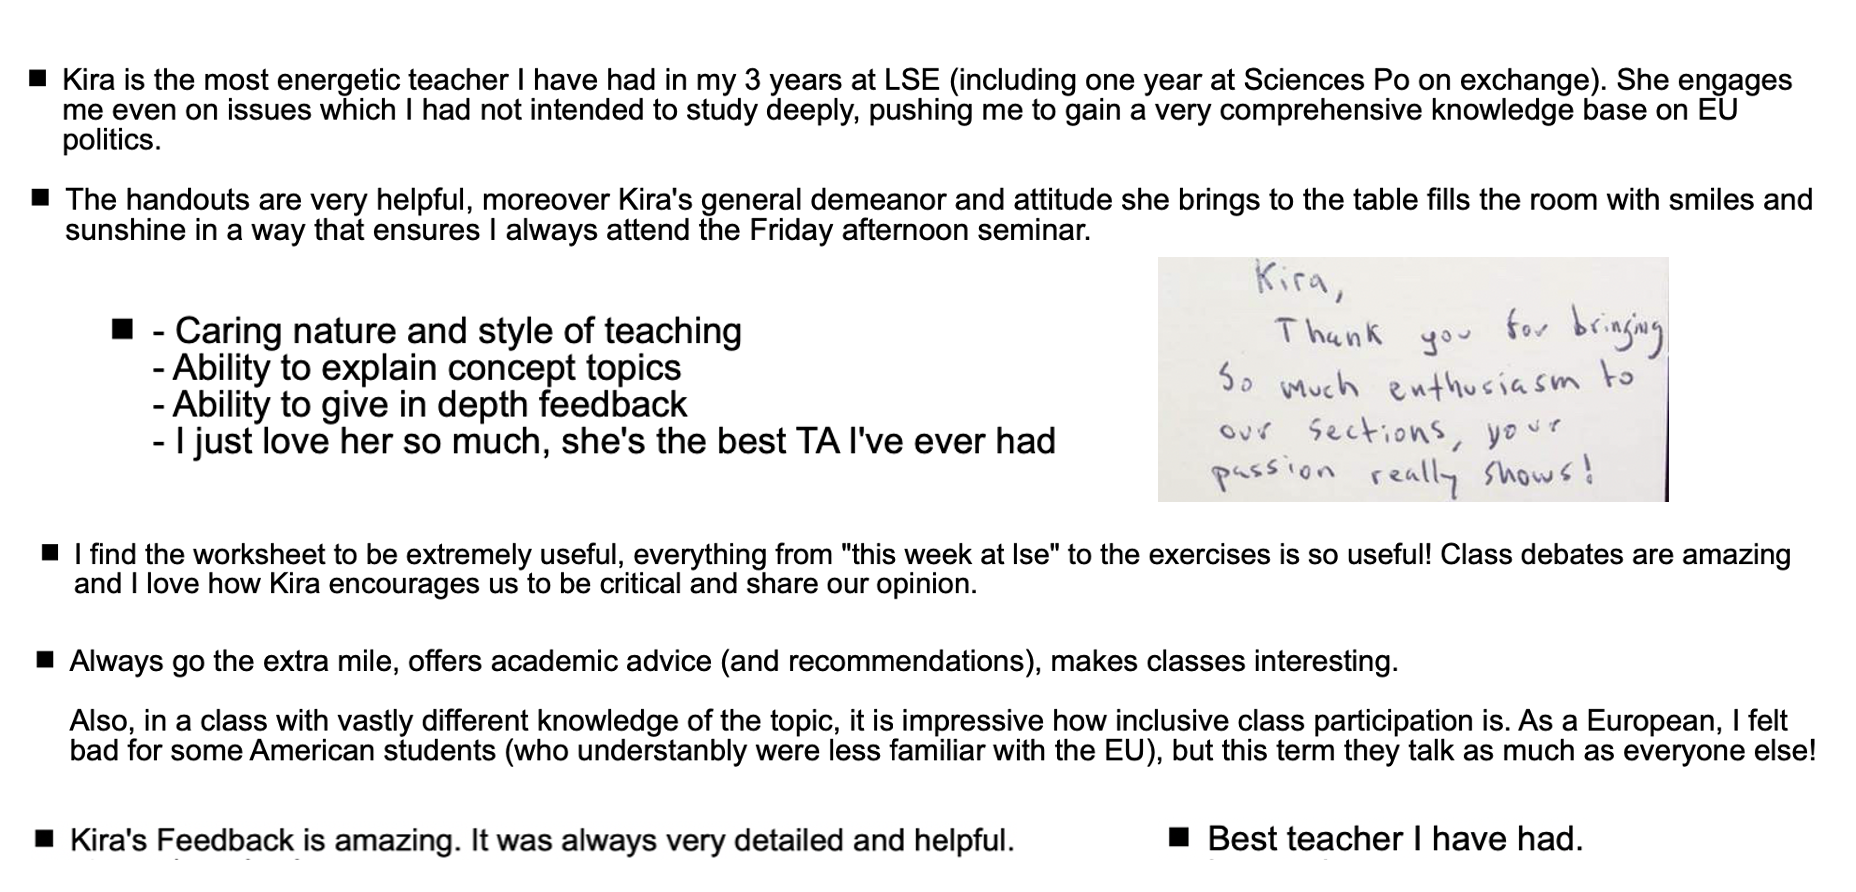 ■ Kira is the most energetic teacher I have had in my 3 years at LSE (including one year at Sciences Po on exchange). She engages
me even on issues which I had not intended to study deeply, pushing me to gain a very comprehensive knowledge base on EU
politics.
■ The handouts are very helpful, moreover Kira's general demeanor and attitude she brings to the table fills the room with smiles and
sunshine in a way that ensures I always attend the Friday afternoon seminar.
■ - Caring nature and style of teaching
- Ability to explain concept topics
- Ability to give in depth feedback
- I just love her so much, she's the best TA I've ever had
Kira,
Thank you for bringing
so much enthusiasm to
our sections, your
passion really shows!
■ I find the worksheet to be extremely useful, everything from "this week at lse" to the exercises is so useful! Class debates are amazing
and I love how Kira encourages us to be critical and share our opinion.
■ Always go the extra mile, offers academic advice (and recommendations), makes classes interesting.
Also, in a class with vastly different knowledge of the topic, it is impressive how inclusive class participation is. As a European, I felt
bad for some American students (who understanbly were less familiar with the EU), but this term they talk as much as everyone else!
■ Kira's Feedback is amazing. It was always very detailed and helpful.
■ Best teacher I have had.